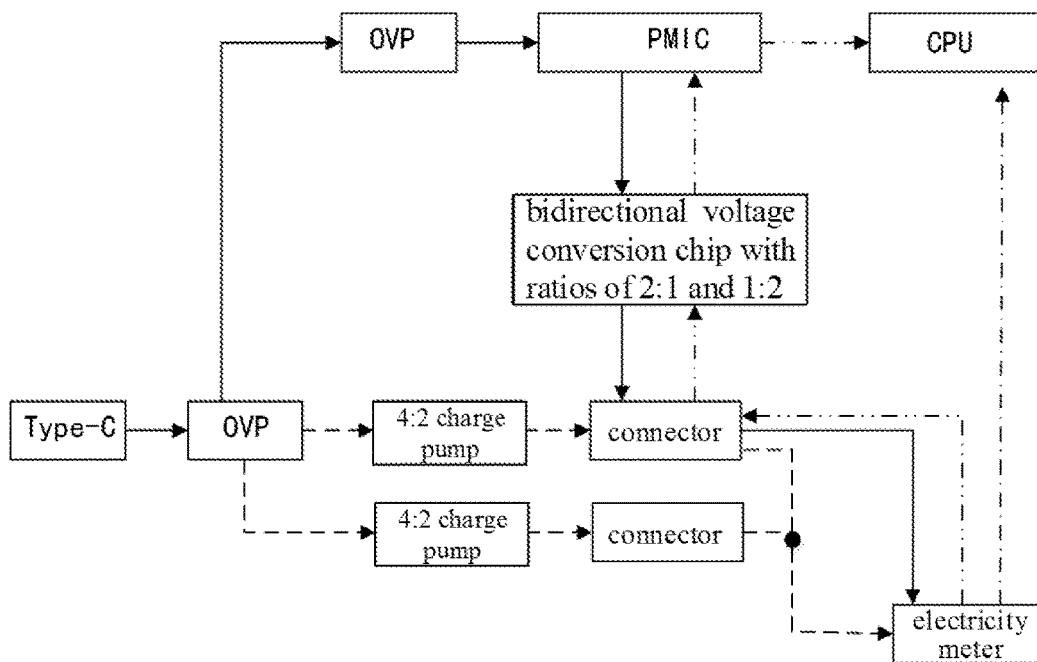 OVP
PMIC
CPU
bidirectional voltage
conversion chip with
ratios of 2:1 and 1:2
Type-C
OVP
4:2 charge
pump
connector
4:2 charge
pump
connector
electricity
meter